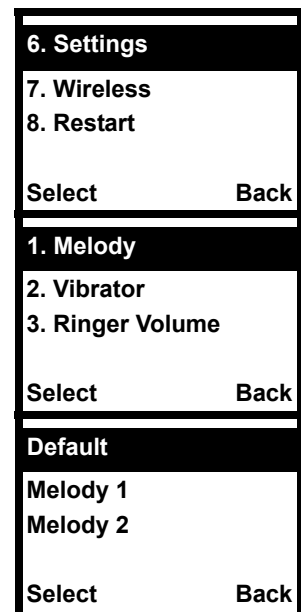 6. Settings
7. Wireless
8. Restart
Select Back
1. Melody
2. Vibrator
3. Ringer Volume
Select Back
Default
Melody 1
Melody 2
Select Back